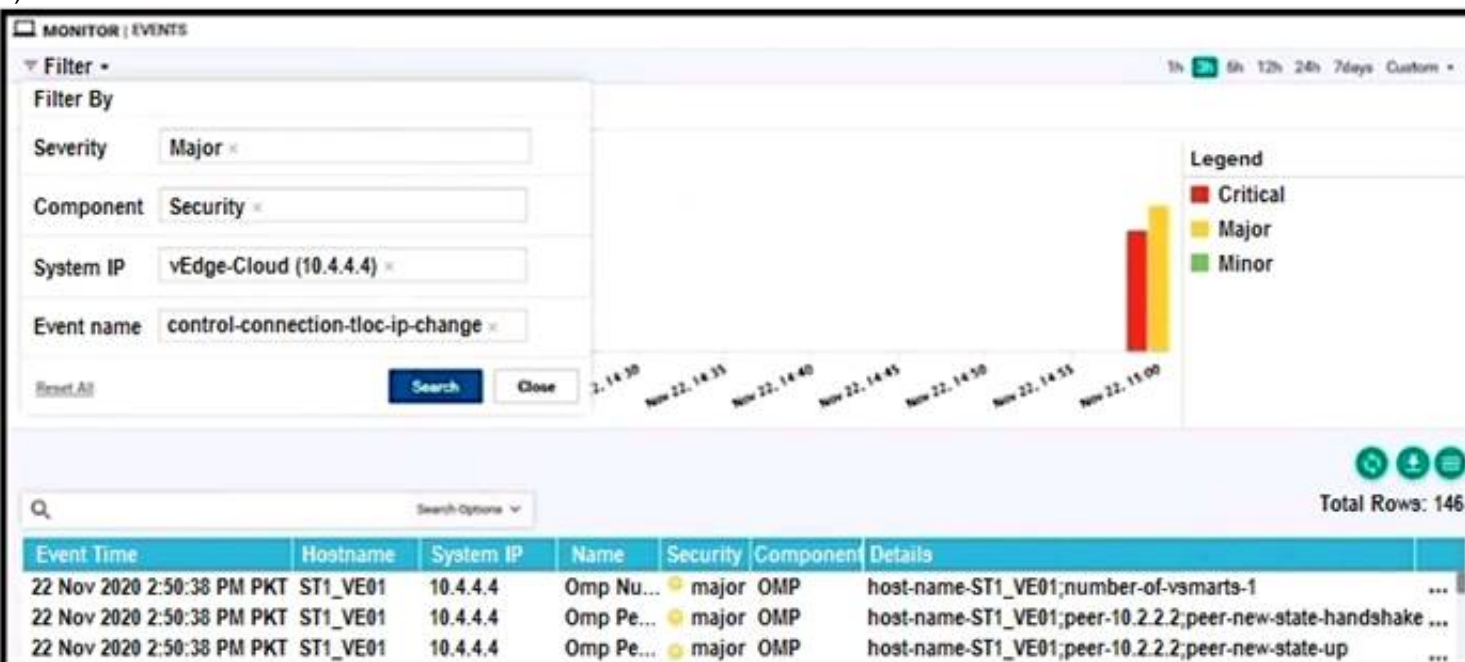 MONITOR | EVENTS
Filter
1h 3h 6h 12h 24h 7days Custom
Filter By
Severity Major ×
Component Security ×
System IP vEdge-Cloud (10.4.4.4) ×
Event name control-connection-tloc-ip-change ×
Reset All Search Close
Legend
Critical
Major
Minor
2, 14:30 Nov 22, 14:35 Nov 22, 14:40 Nov 22, 14:45 Nov 22, 14:50 Nov 22, 14:55 Nov 22, 15:00
Search Options
Total Rows: 146
Event Time Hostname System IP Name Security Component Details
22 Nov 2020 2:50:38 PM PKT ST1_VE01 10.4.4.4 Omp Nu... major OMP host-name-ST1_VE01;number-of-vsmarts-1 ...
22 Nov 2020 2:50:38 PM PKT ST1_VE01 10.4.4.4 Omp Pe... major OMP host-name-ST1_VE01;peer-10.2.2.2;peer-new-state-handshake ...
22 Nov 2020 2:50:38 PM PKT ST1_VE01 10.4.4.4 Omp Pe... major OMP host-name-ST1_VE01;peer-10.2.2.2;peer-new-state-up ...